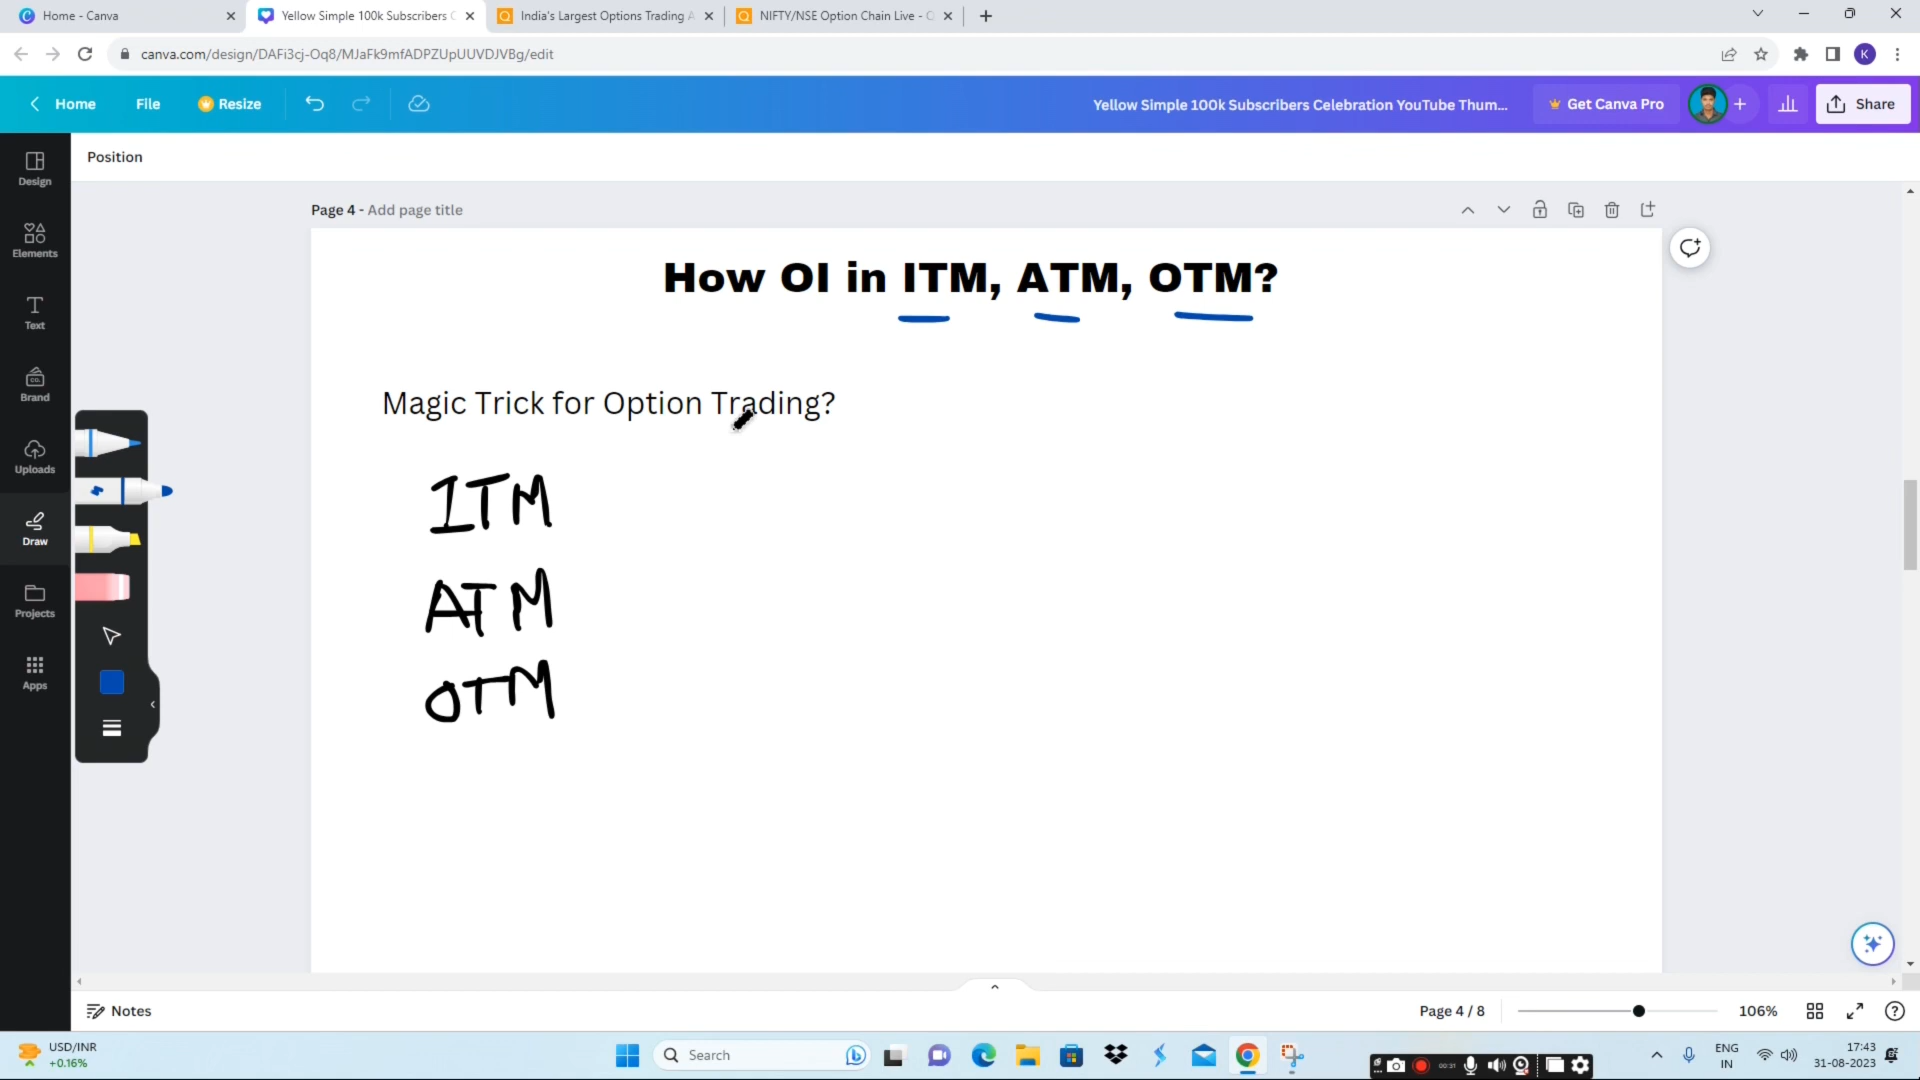 Home - Canva
Yellow Simple 100k Subscribers C
India's Largest Options Trading A
NIFTY/NSE Option Chain Live - Q
canva.com/design/DAFi3cj-Oq8/MJaFk9mfADPZUpUUVDJVBg/edit
K
Home
File
Resize
Yellow Simple 100k Subscribers Celebration YouTube Thum...
Get Canva Pro
Share
Position
Design
Elements
Text
Brand
Uploads
Draw
Projects
Apps
Page 4 - Add page title
How OI in ITM, ATM, OTM?
Magic Trick for Option Trading?
ITM
ATM
OTM
Notes
Page 4 / 8
106%
USD/INR
+0.16%
Search
ENG
IN
17:43
31-08-2023